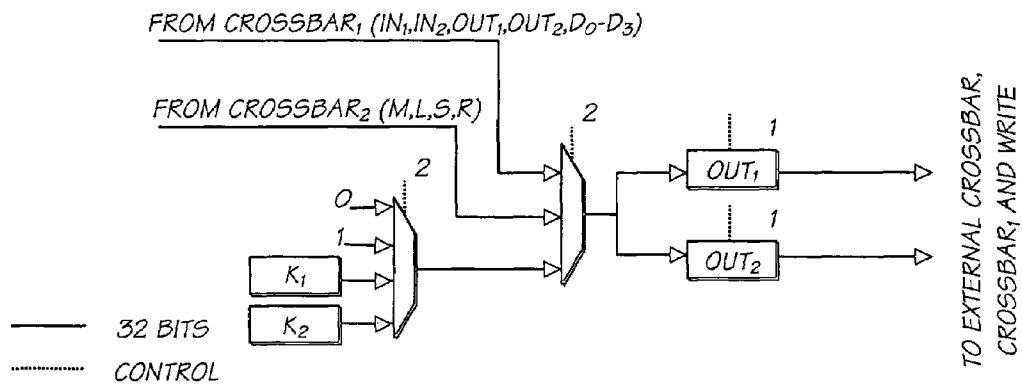 FROM CROSSBAR₁ (IN₁,IN₂,OUT₁,OUT₂,D₀-D₃)
FROM CROSSBAR₂ (M,L,S,R)
2
2
1
0
1
K₁
K₂
OUT₁
1
OUT₂
32 BITS
CONTROL
TO EXTERNAL CROSSBAR,
CROSSBAR₁ AND WRITE